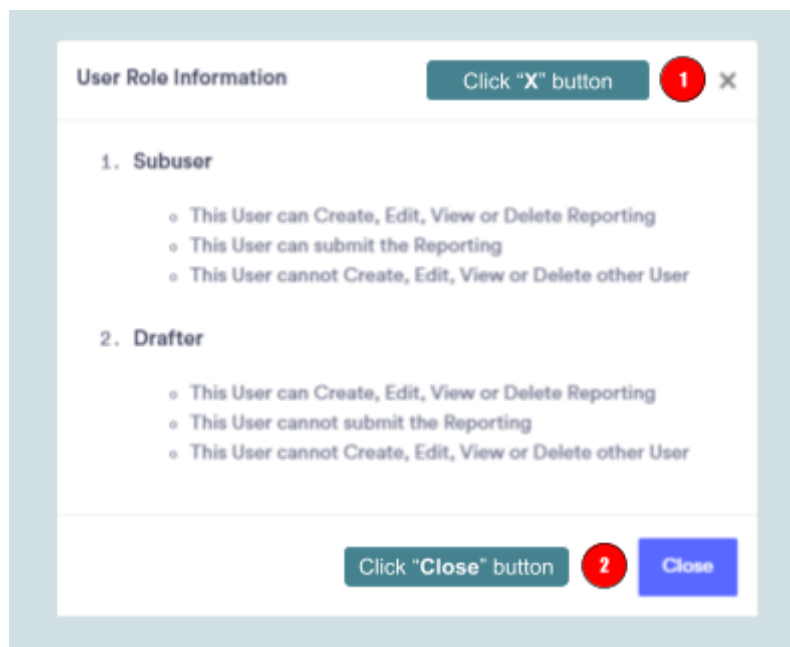 User Role Information
Click “X” button
1
×
1. Subuser
∘ This User can Create, Edit, View or Delete Reporting
∘ This User can submit the Reporting
∘ This User cannot Create, Edit, View or Delete other User
2. Drafter
∘ This User can Create, Edit, View or Delete Reporting
∘ This User cannot submit the Reporting
∘ This User cannot Create, Edit, View or Delete other User
Click “Close” button
2
Close